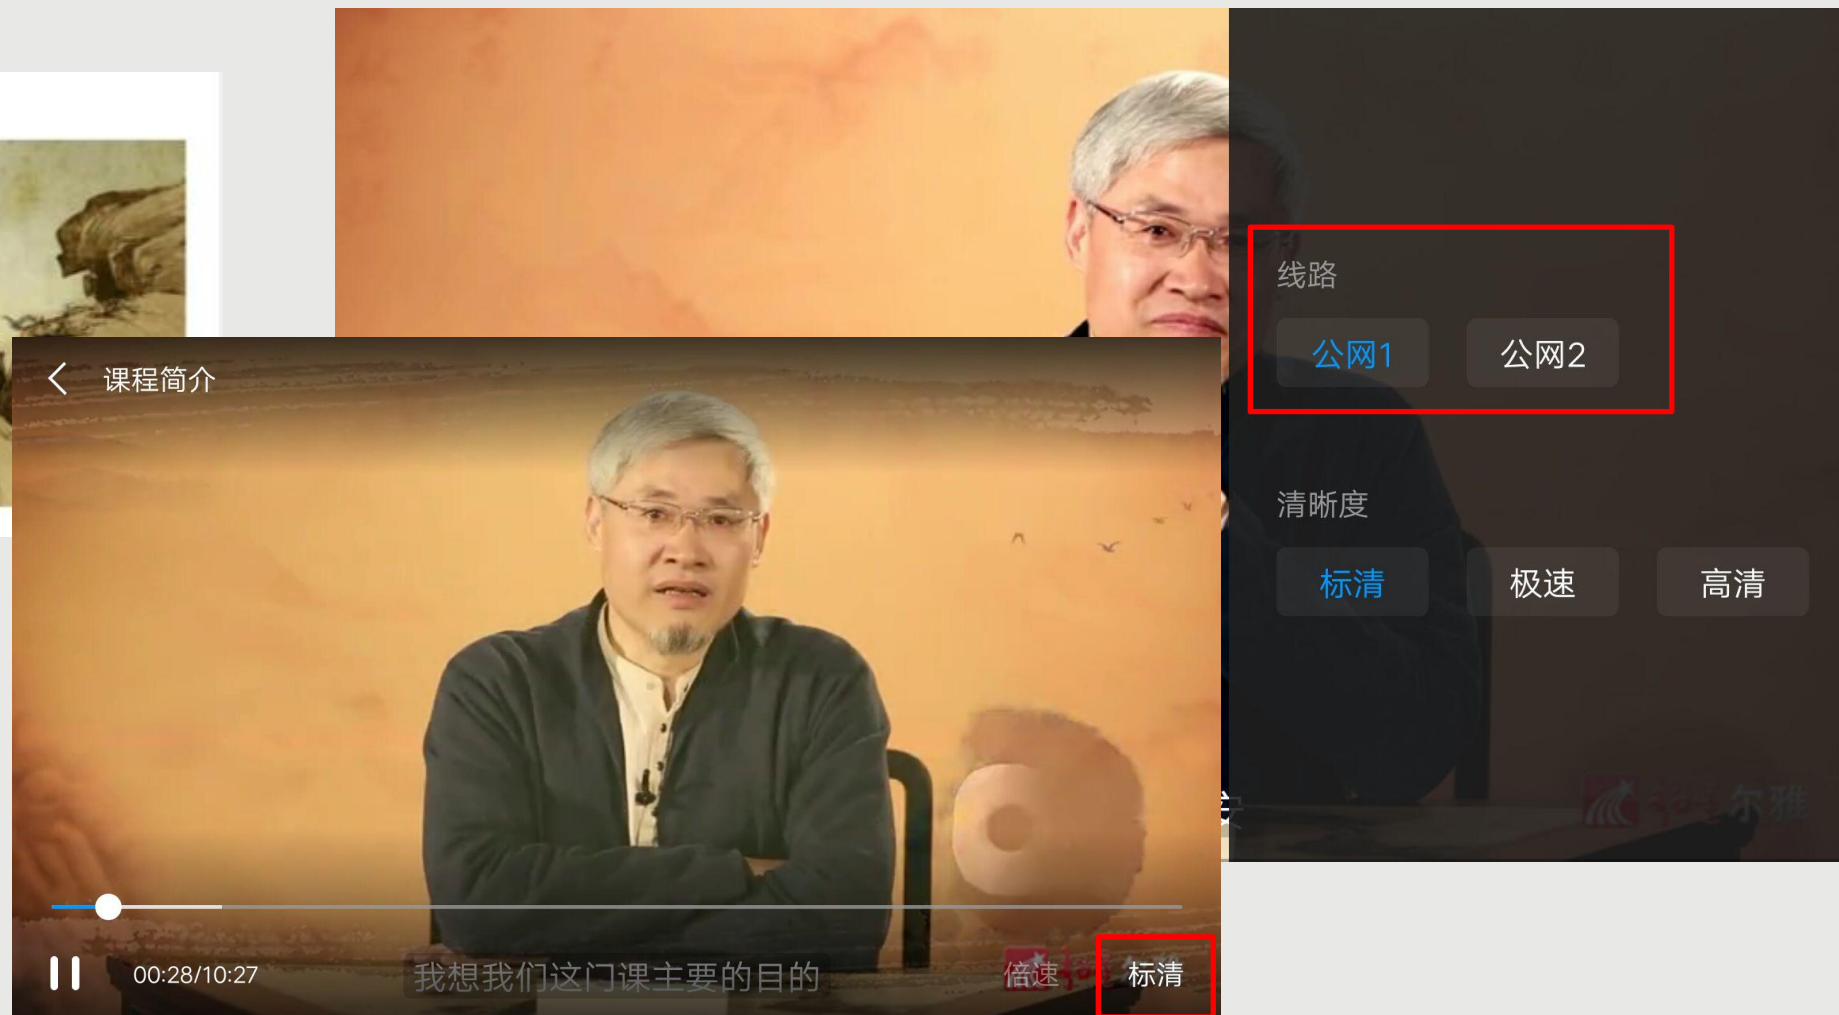 线路
公网1 公网2
清晰度
标清 极速 高清
尔雅
课程简介
00:28/10:27
我想我们这门课主要的目的
倍速 标清